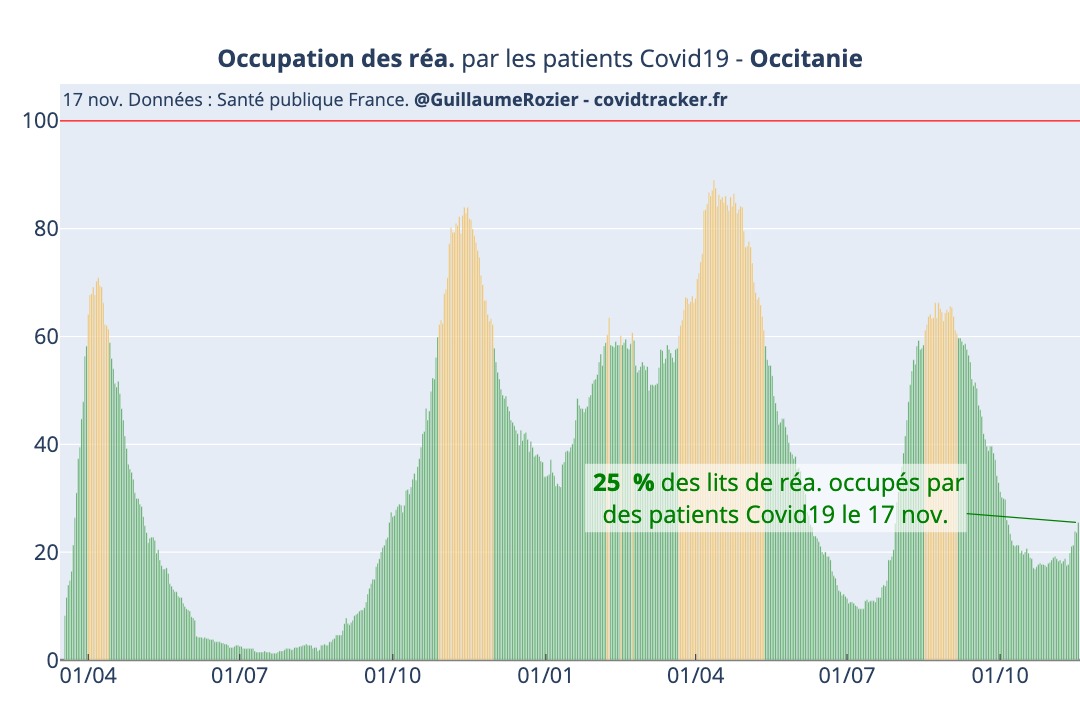 Occupation des réa. par les patients Covid19 - Occitanie
17 nov. Données : Santé publique France. @GuillaumeRozier - covidtracker.fr
100
80
60
40
20
0
25 % des lits de réa. occupés par
des patients Covid19 le 17 nov.
01/04 01/07 01/10 01/01 01/04 01/07 01/10